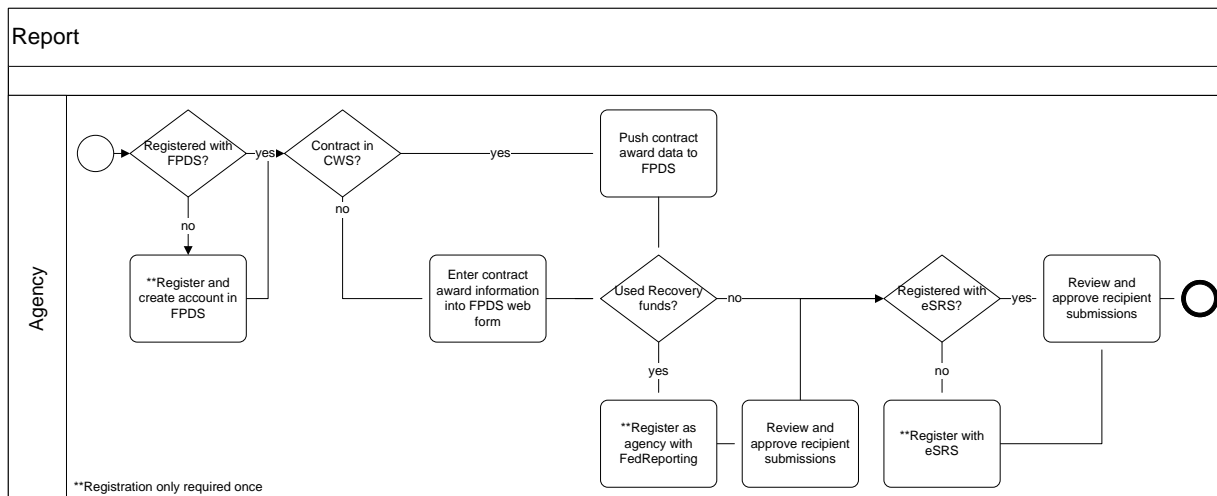 Report
Agency
Registered with
FPDS?
yes
no
**Register and
create account in
FPDS
Contract in
CWS?
yes
no
Push contract
award data to
FPDS
Enter contract
award information
into FPDS web
form
Used Recovery
funds?
no
yes
**Register as
agency with
FedReporting
Review and
approve recipient
submissions
Registered with
eSRS?
yes
no
**Register with
eSRS
Review and
approve recipient
submissions
**Registration only required once